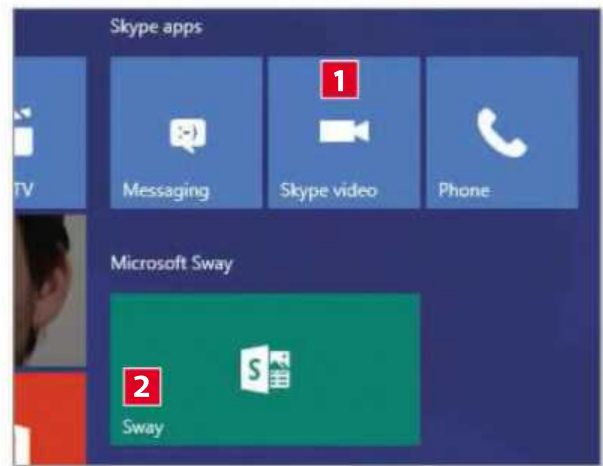 Skype apps
1
:-)
TV
Messaging
Skype video
Phone
Microsoft Sway
S
2
Sway